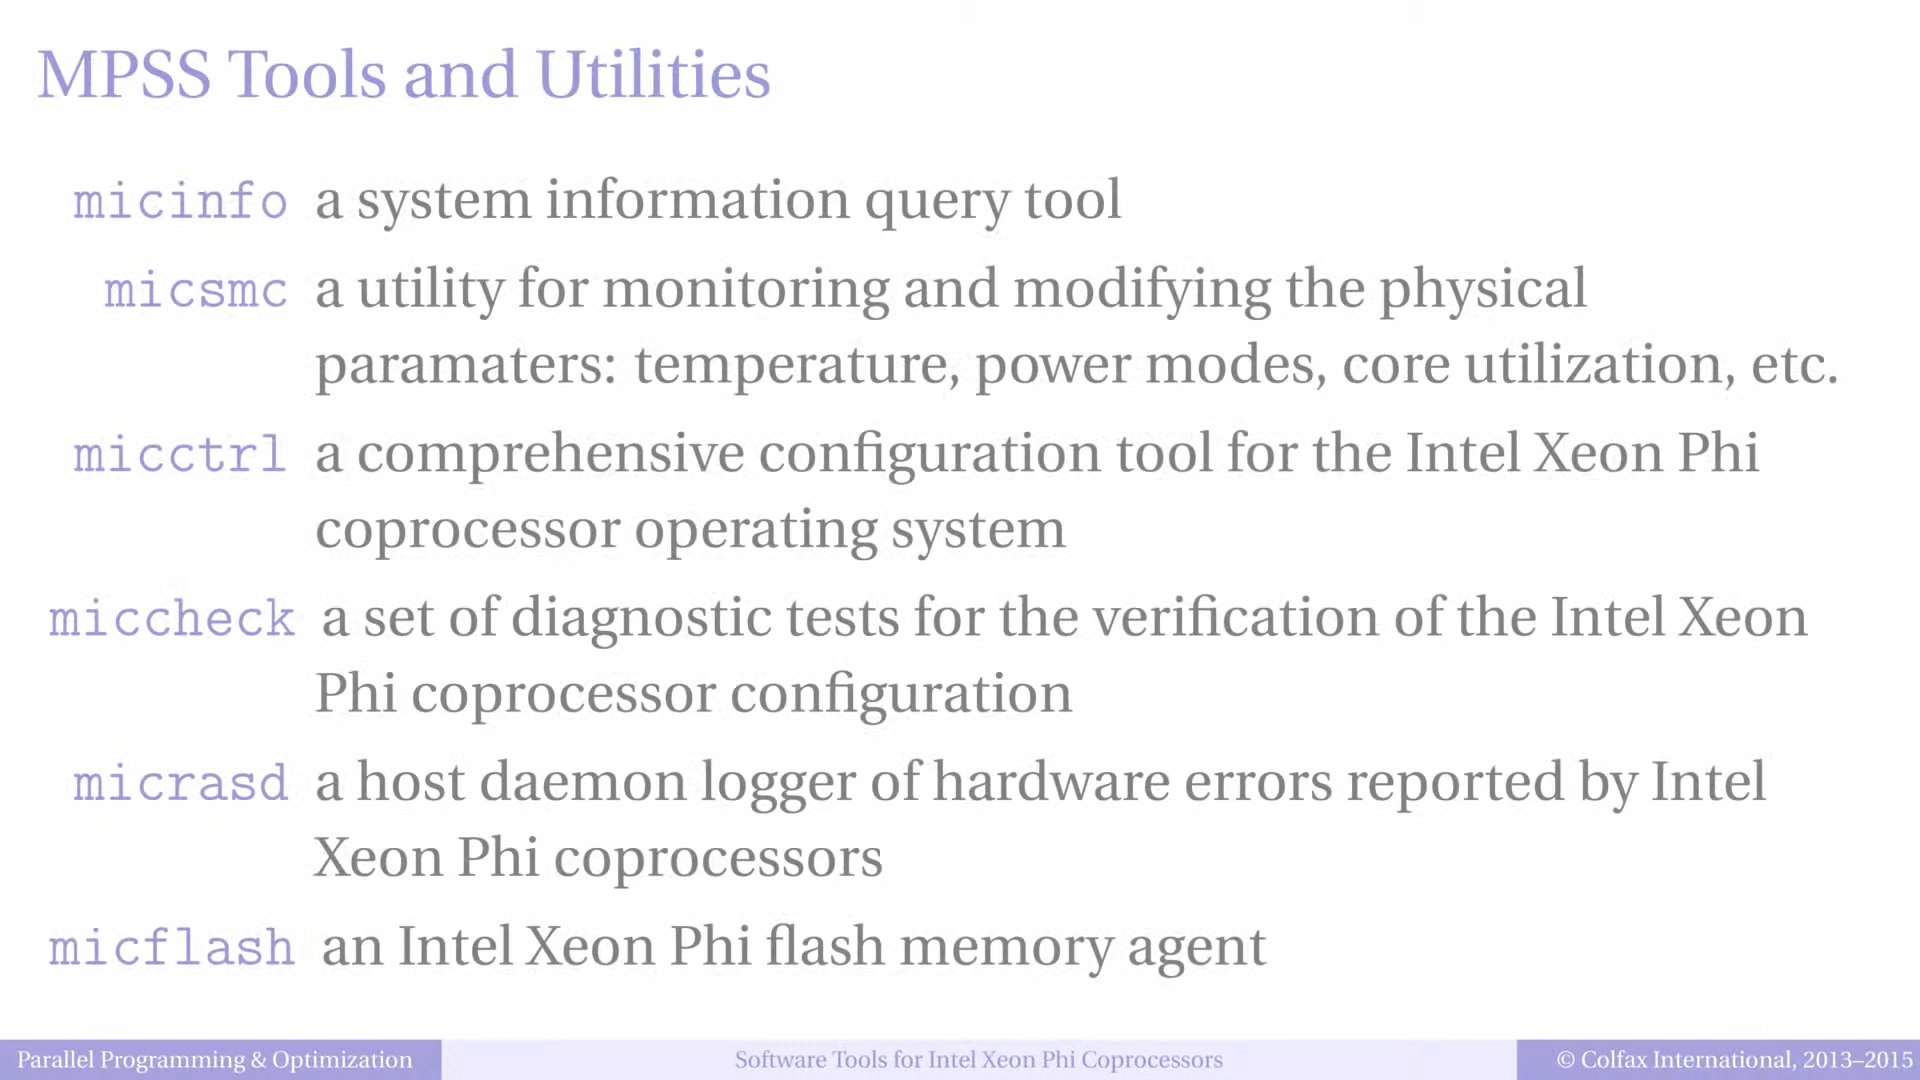 MPSS Tools and Utilities
micinfo a system information query tool
micsmc a utility for monitoring and modifying the physical
paramaters: temperature, power modes, core utilization, etc.
micctrl a comprehensive configuration tool for the Intel Xeon Phi
coprocessor operating system
miccheck a set of diagnostic tests for the verification of the Intel Xeon
Phi coprocessor configuration
micrasd a host daemon logger of hardware errors reported by Intel
Xeon Phi coprocessors
micflash an Intel Xeon Phi flash memory agent
Parallel Programming & Optimization Software Tools for Intel Xeon Phi Coprocessors © Colfax International, 2013–2015